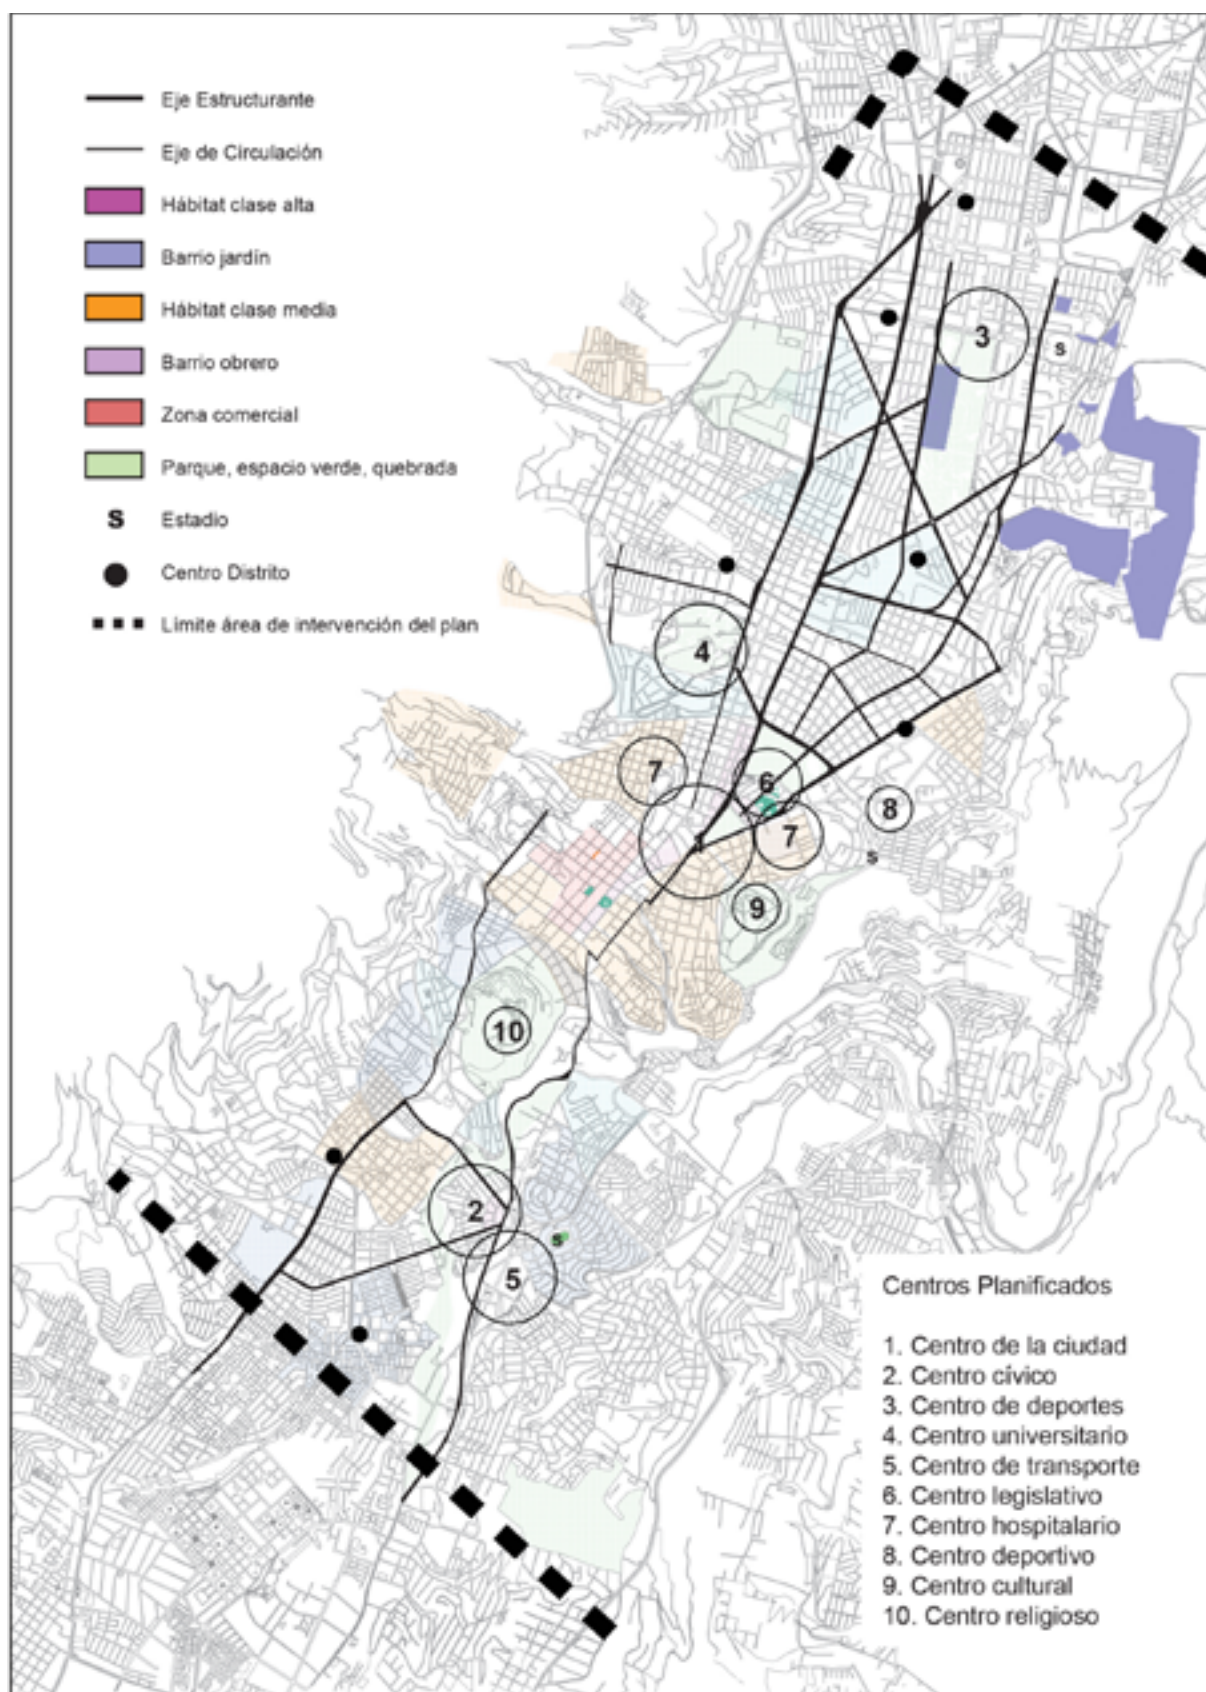 Eje Estructurante
Eje de Circulación
Hábitat clase alta
Barrio jardín
Hábitat clase media
Barrio obrero
Zona comercial
Parque, espacio verde, quebrada
S Estadio
Centro Distrito
Límite área de intervención del plan
3
S
4
7
6
8
1
7
S
9
10
2
S
5
Centros Planificados
1. Centro de la ciudad
2. Centro cívico
3. Centro de deportes
4. Centro universitario
5. Centro de transporte
6. Centro legislativo
7. Centro hospitalario
8. Centro deportivo
9. Centro cultural
10. Centro religioso